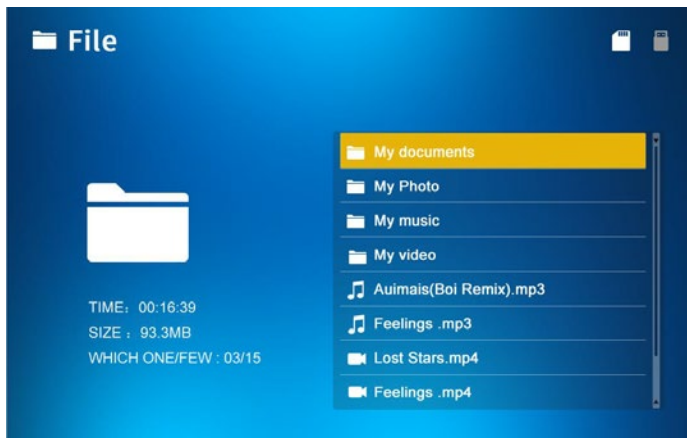 File
My documents
My Photo
My music
My video
Auimais(Boi Remix).mp3
Feelings .mp3
Lost Stars.mp4
Feelings .mp4
TIME: 00:16:39
SIZE : 93.3MB
WHICH ONE/FEW : 03/15